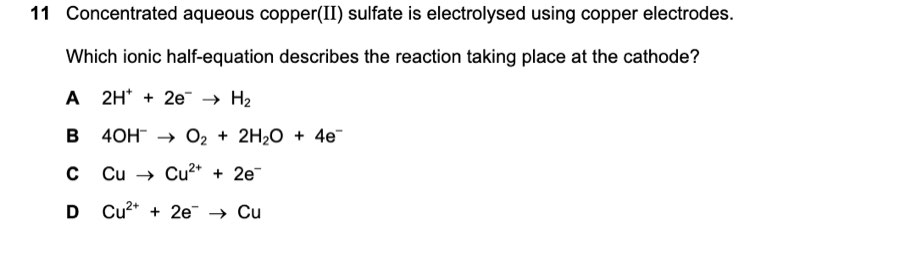 11 Concentrated aqueous copper(II) sulfate is electrolysed using copper electrodes.
Which ionic half-equation describes the reaction taking place at the cathode?
A 2H⁺ + 2e⁻ → H₂
B 4OH⁻ → O₂ + 2H₂O + 4e⁻
C Cu → Cu²⁺ + 2e⁻
D Cu²⁺ + 2e⁻ → Cu